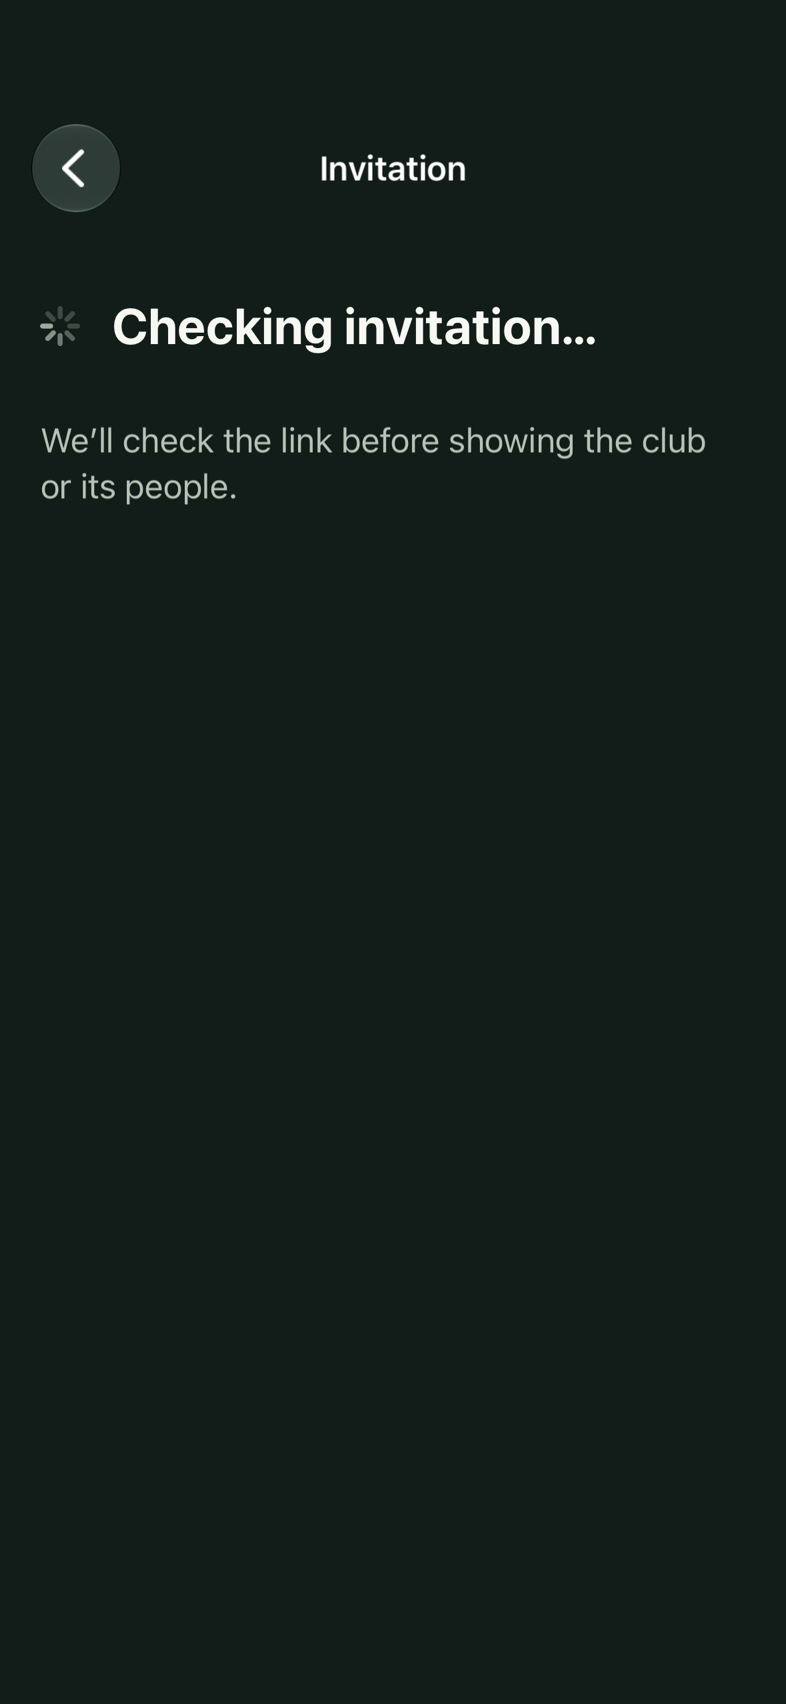 Invitation
Checking invitation…
We’ll check the link before showing the club
or its people.